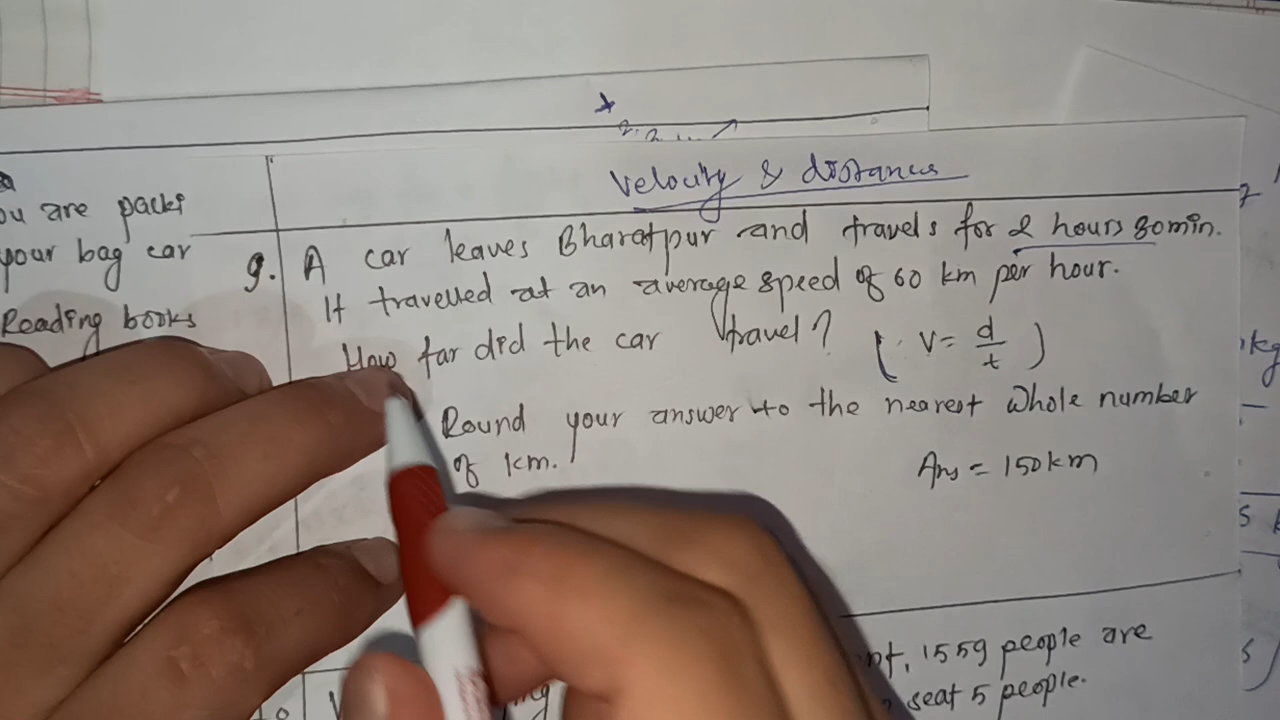 Velocity & distances
ou are packi
your bag car
Reading books
9. A car leaves Bharatpur and travels for 2 hours 30min.
It travelled at an average speed of 60 km per hour.
How far did the car travel? ( v = d/t )
Round your answer to the nearest whole number
of km.
Ans = 150km
kg
1559 people are
seat 5 people.